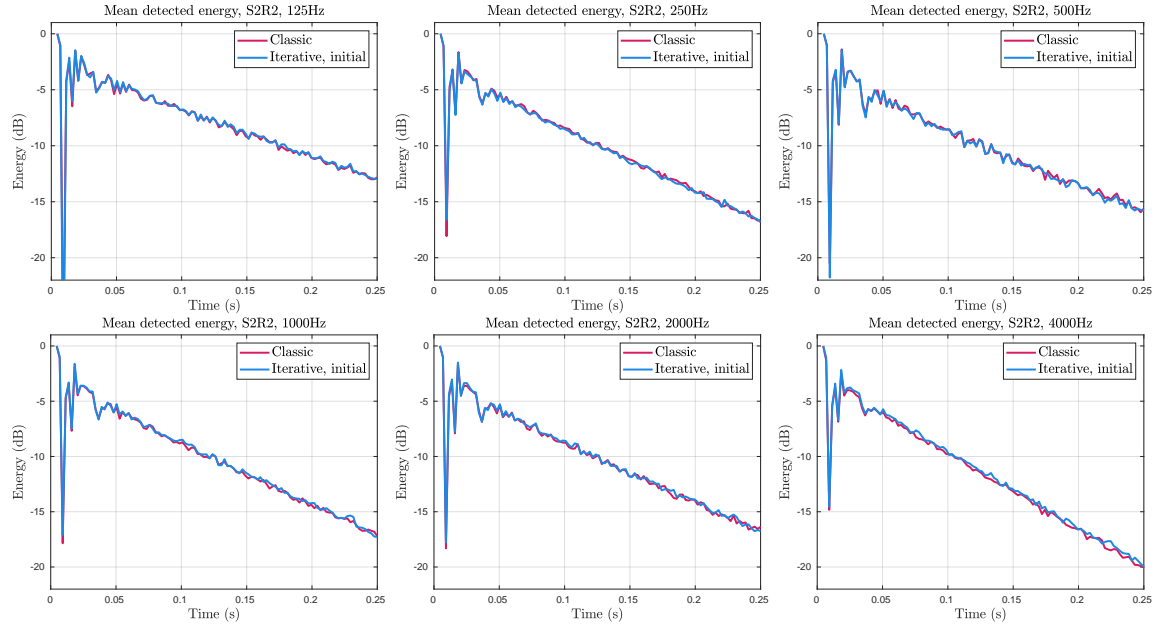 Mean detected energy, S2R2, 125Hz
0
-5
-10
-15
-20
Energy (dB)
Classic
Iterative, initial
0
0.05
0.1
0.15
0.2
0.25
Time (s)
Mean detected energy, S2R2, 250Hz
0
-5
-10
-15
-20
Energy (dB)
Classic
Iterative, initial
0
0.05
0.1
0.15
0.2
0.25
Time (s)
Mean detected energy, S2R2, 500Hz
0
-5
-10
-15
-20
Energy (dB)
Classic
Iterative, initial
0
0.05
0.1
0.15
0.2
0.25
Time (s)
Mean detected energy, S2R2, 1000Hz
0
-5
-10
-15
-20
Energy (dB)
Classic
Iterative, initial
0
0.05
0.1
0.15
0.2
0.25
Time (s)
Mean detected energy, S2R2, 2000Hz
0
-5
-10
-15
-20
Energy (dB)
Classic
Iterative, initial
0
0.05
0.1
0.15
0.2
0.25
Time (s)
Mean detected energy, S2R2, 4000Hz
0
-5
-10
-15
-20
Energy (dB)
Classic
Iterative, initial
0
0.05
0.1
0.15
0.2
0.25
Time (s)